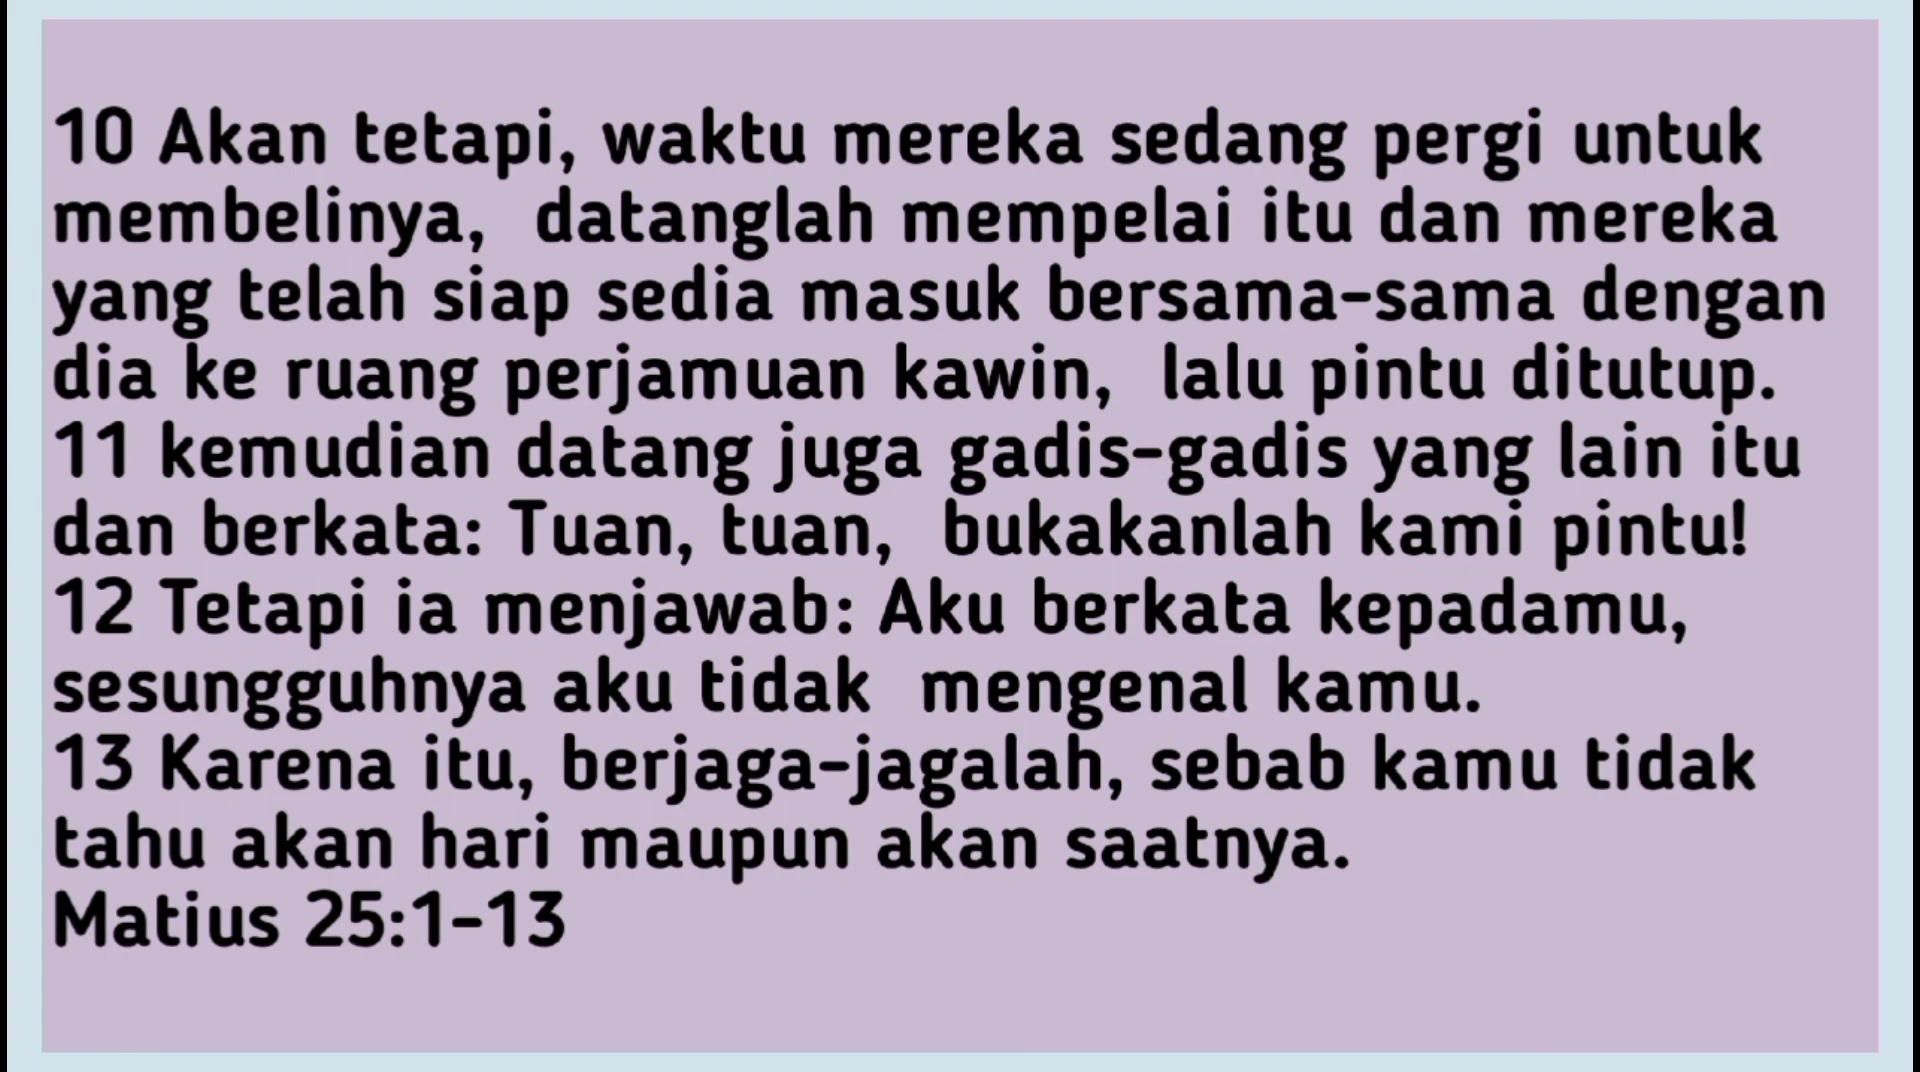 10 Akan tetapi, waktu mereka sedang pergi untuk
membelinya, datanglah mempelai itu dan mereka
yang telah siap sedia masuk bersama-sama dengan
dia ke ruang perjamuan kawin, lalu pintu ditutup.
11 kemudian datang juga gadis-gadis yang lain itu
dan berkata: Tuan, tuan, bukakanlah kami pintu!
12 Tetapi ia menjawab: Aku berkata kepadamu,
sesungguhnya aku tidak mengenal kamu.
13 Karena itu, berjaga-jagalah, sebab kamu tidak
tahu akan hari maupun akan saatnya.
Matius 25:1-13